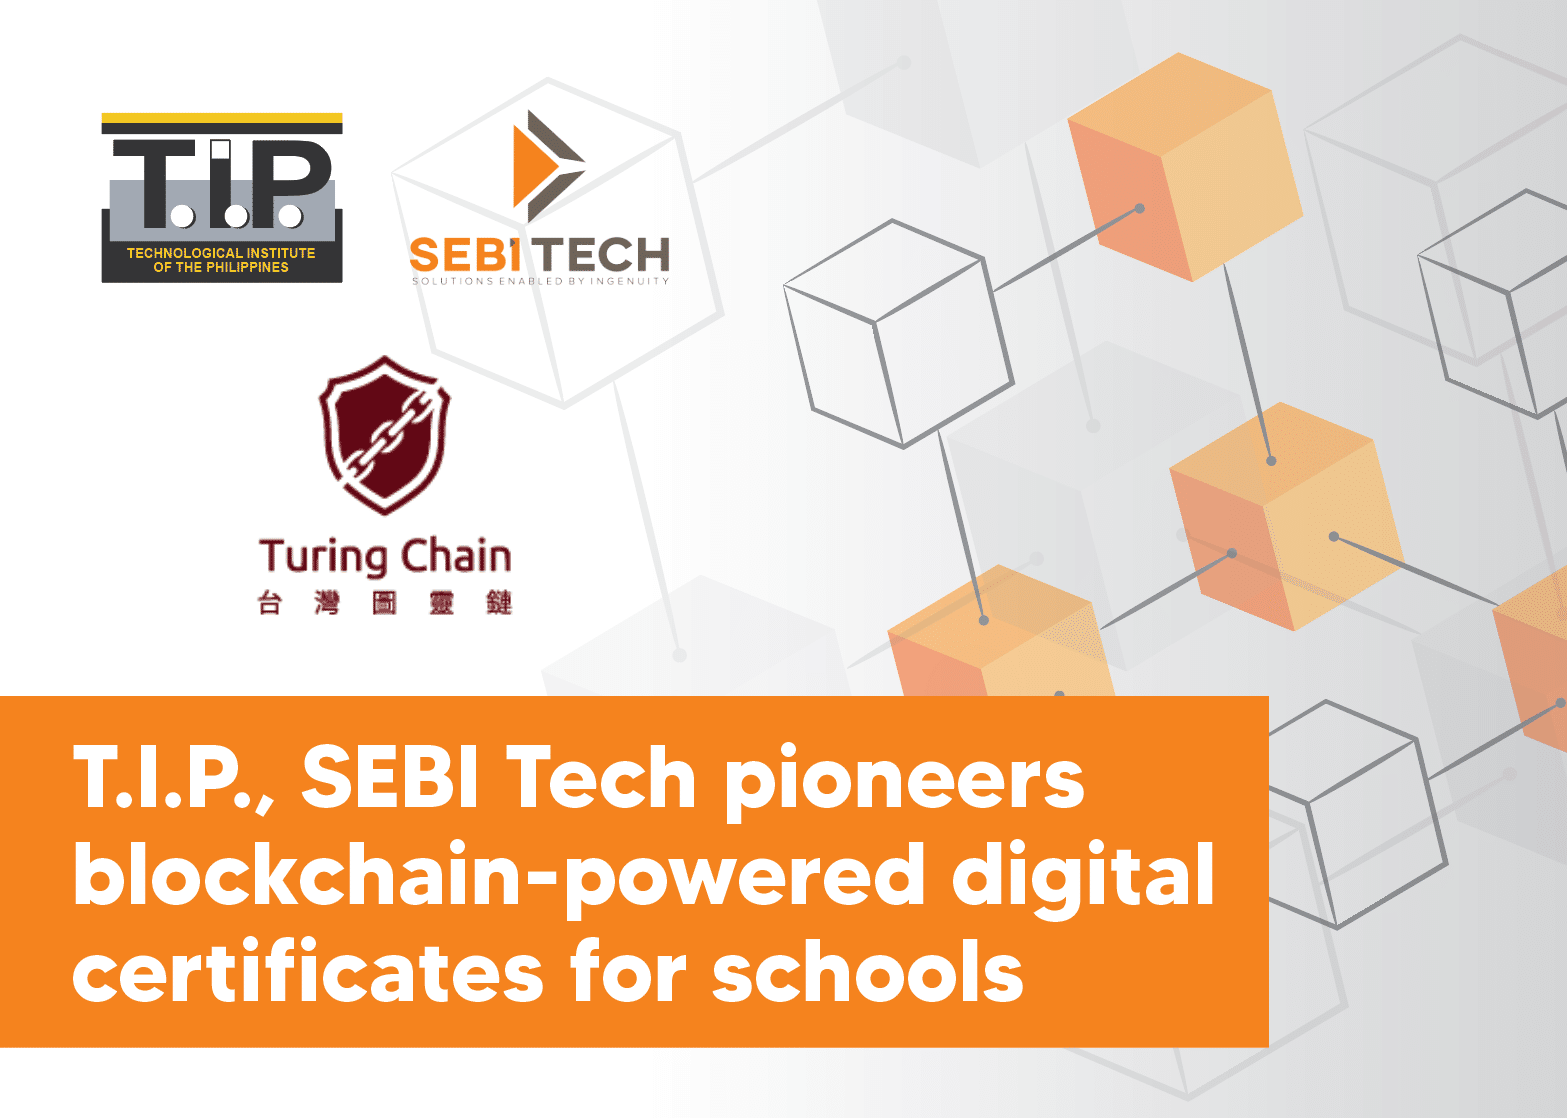 T.I.P.
TECHNOLOGICAL INSTITUTE
OF THE PHILIPPINES
SEBI TECH
SOLUTIONS ENABLED BY INGENUITY
Turing Chain
台灣圖靈鏈
T.I.P., SEBI Tech pioneers
blockchain-powered digital
certificates for schools